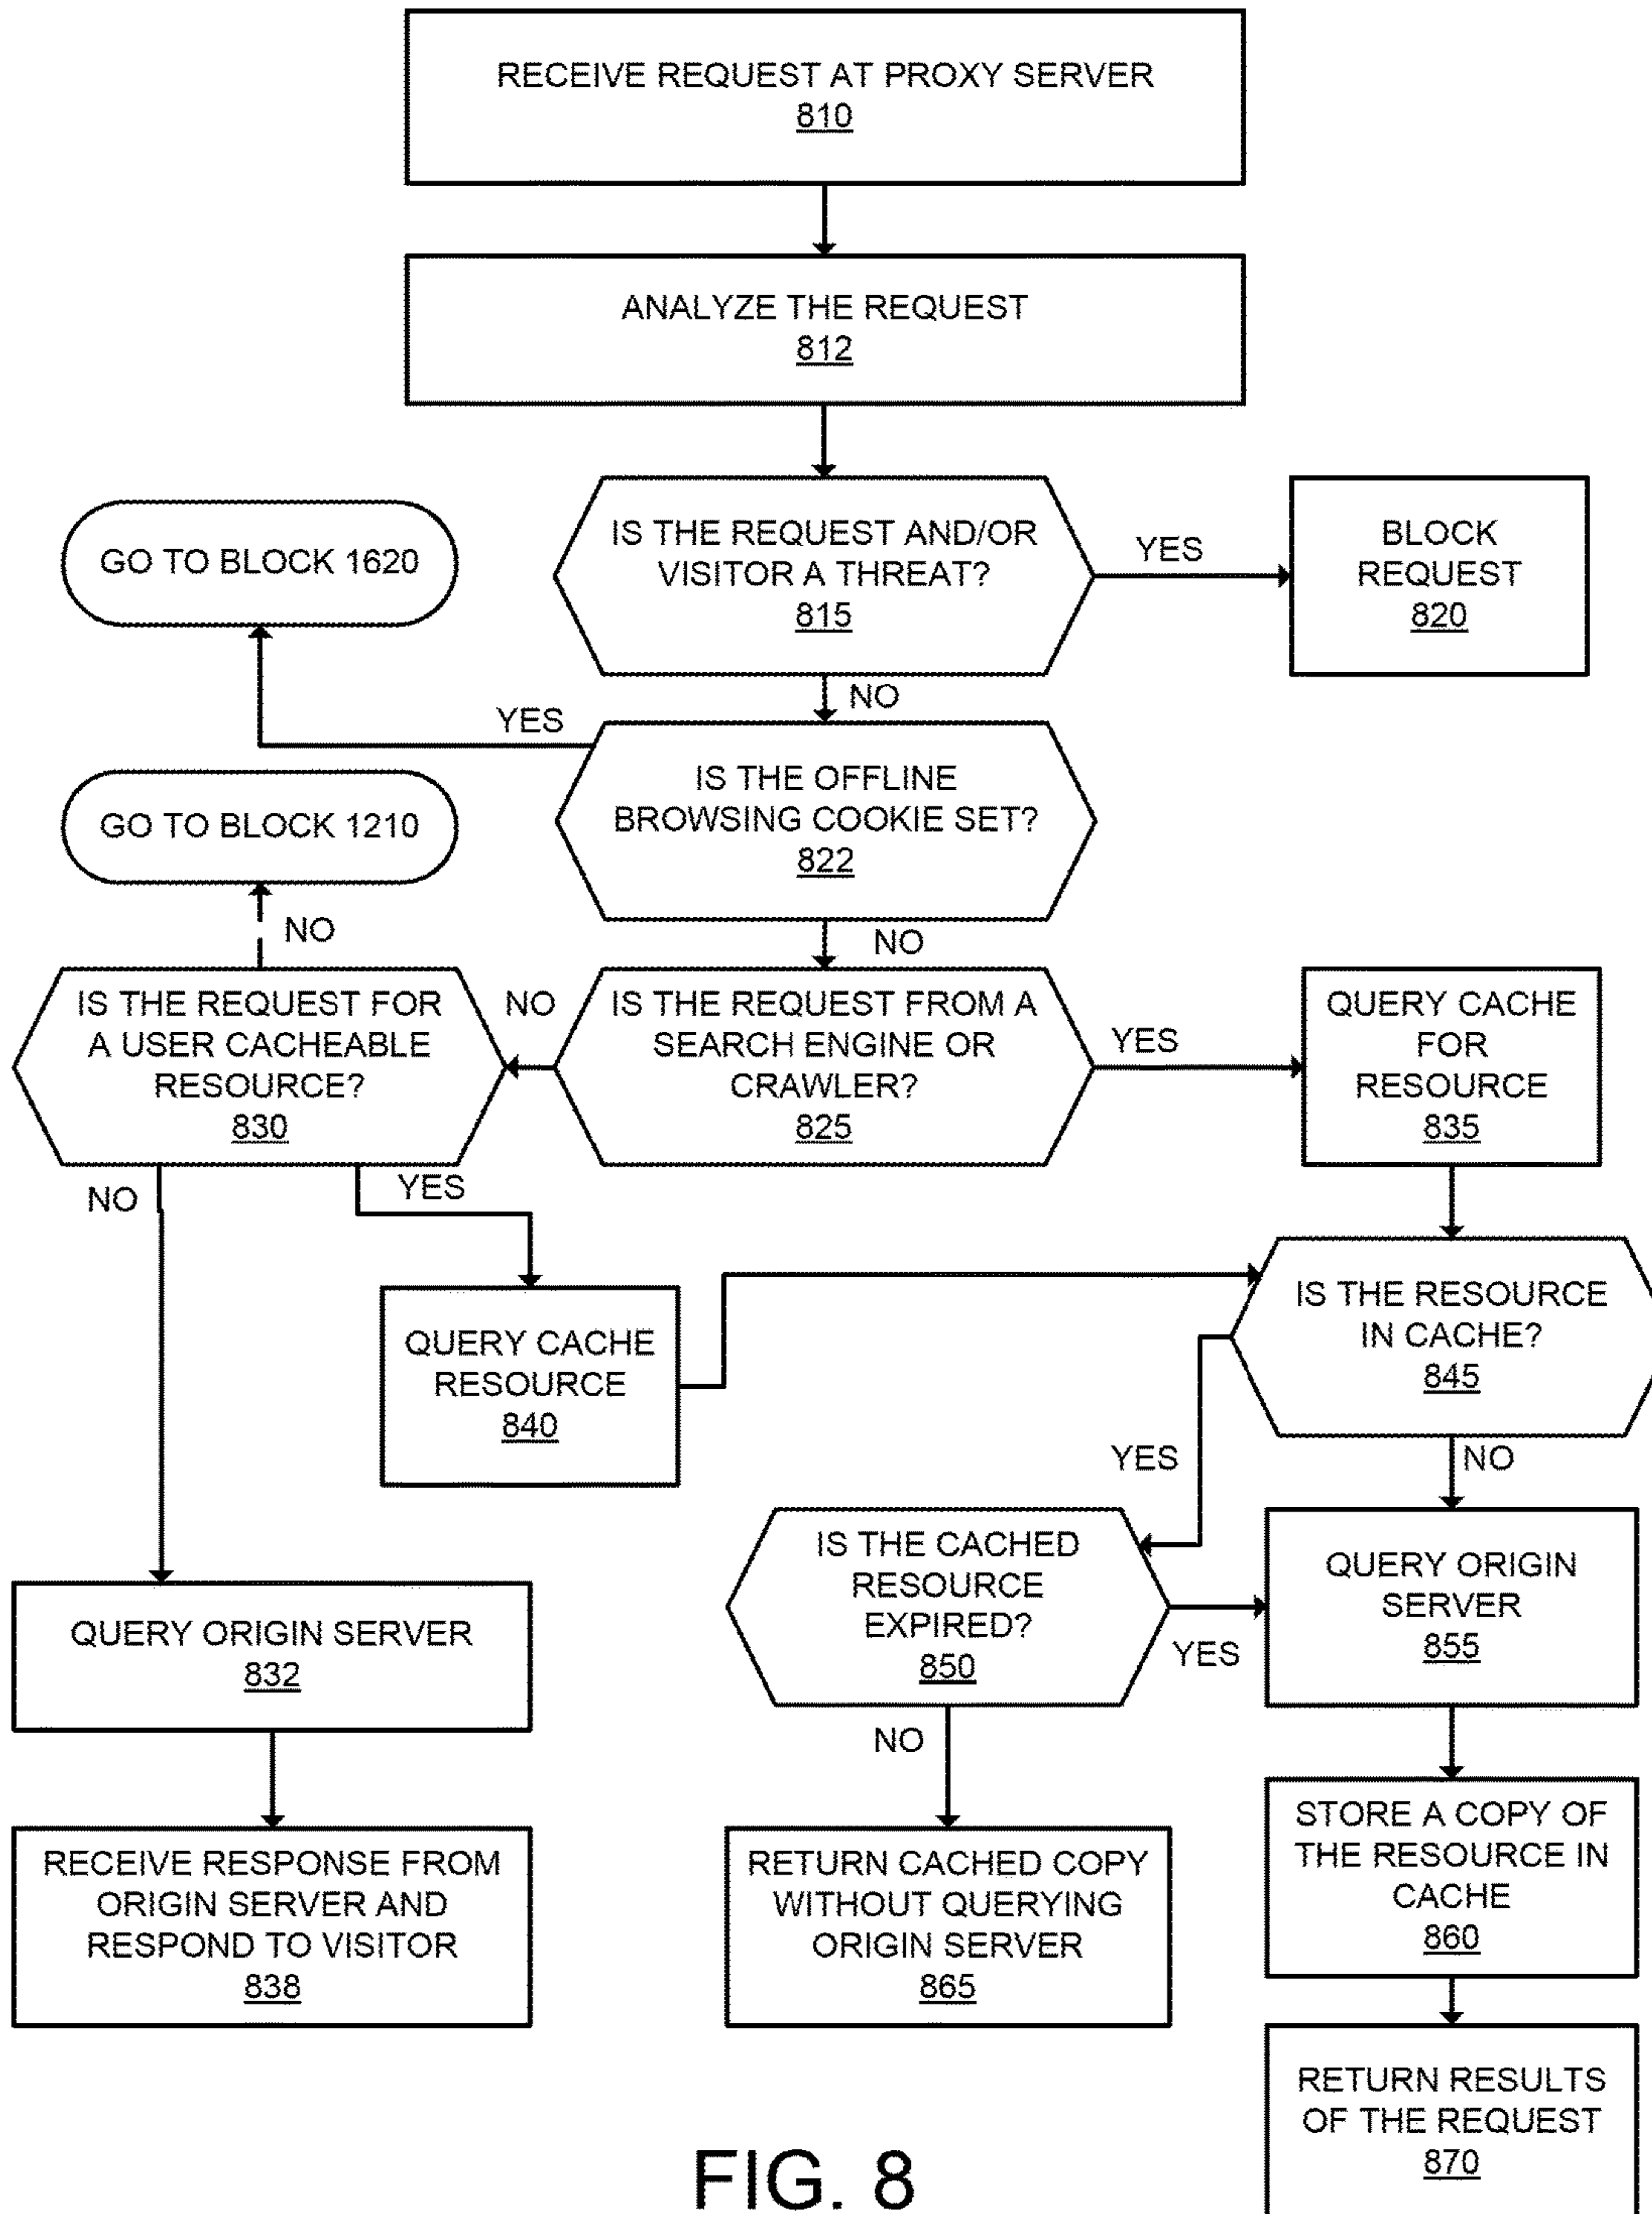 RECEIVE REQUEST AT PROXY SERVER
810
ANALYZE THE REQUEST
812
IS THE REQUEST AND/OR
VISITOR A THREAT?
815
YES
BLOCK
REQUEST
820
GO TO BLOCK 1620
NO
YES
IS THE OFFLINE
BROWSING COOKIE SET?
822
GO TO BLOCK 1210
NO
NO
IS THE REQUEST FOR
A USER CACHEABLE
RESOURCE?
830
NO
IS THE REQUEST FROM A
SEARCH ENGINE OR
CRAWLER?
825
YES
QUERY CACHE
FOR
RESOURCE
835
NO
YES
QUERY CACHE
RESOURCE
840
IS THE RESOURCE
IN CACHE?
845
YES
NO
IS THE CACHED
RESOURCE
EXPIRED?
850
YES
QUERY ORIGIN
SERVER
855
QUERY ORIGIN SERVER
832
NO
STORE A COPY OF
THE RESOURCE IN
CACHE
860
RECEIVE RESPONSE FROM
ORIGIN SERVER AND
RESPOND TO VISITOR
838
RETURN CACHED COPY
WITHOUT QUERYING
ORIGIN SERVER
865
RETURN RESULTS
OF THE REQUEST
870
FIG. 8